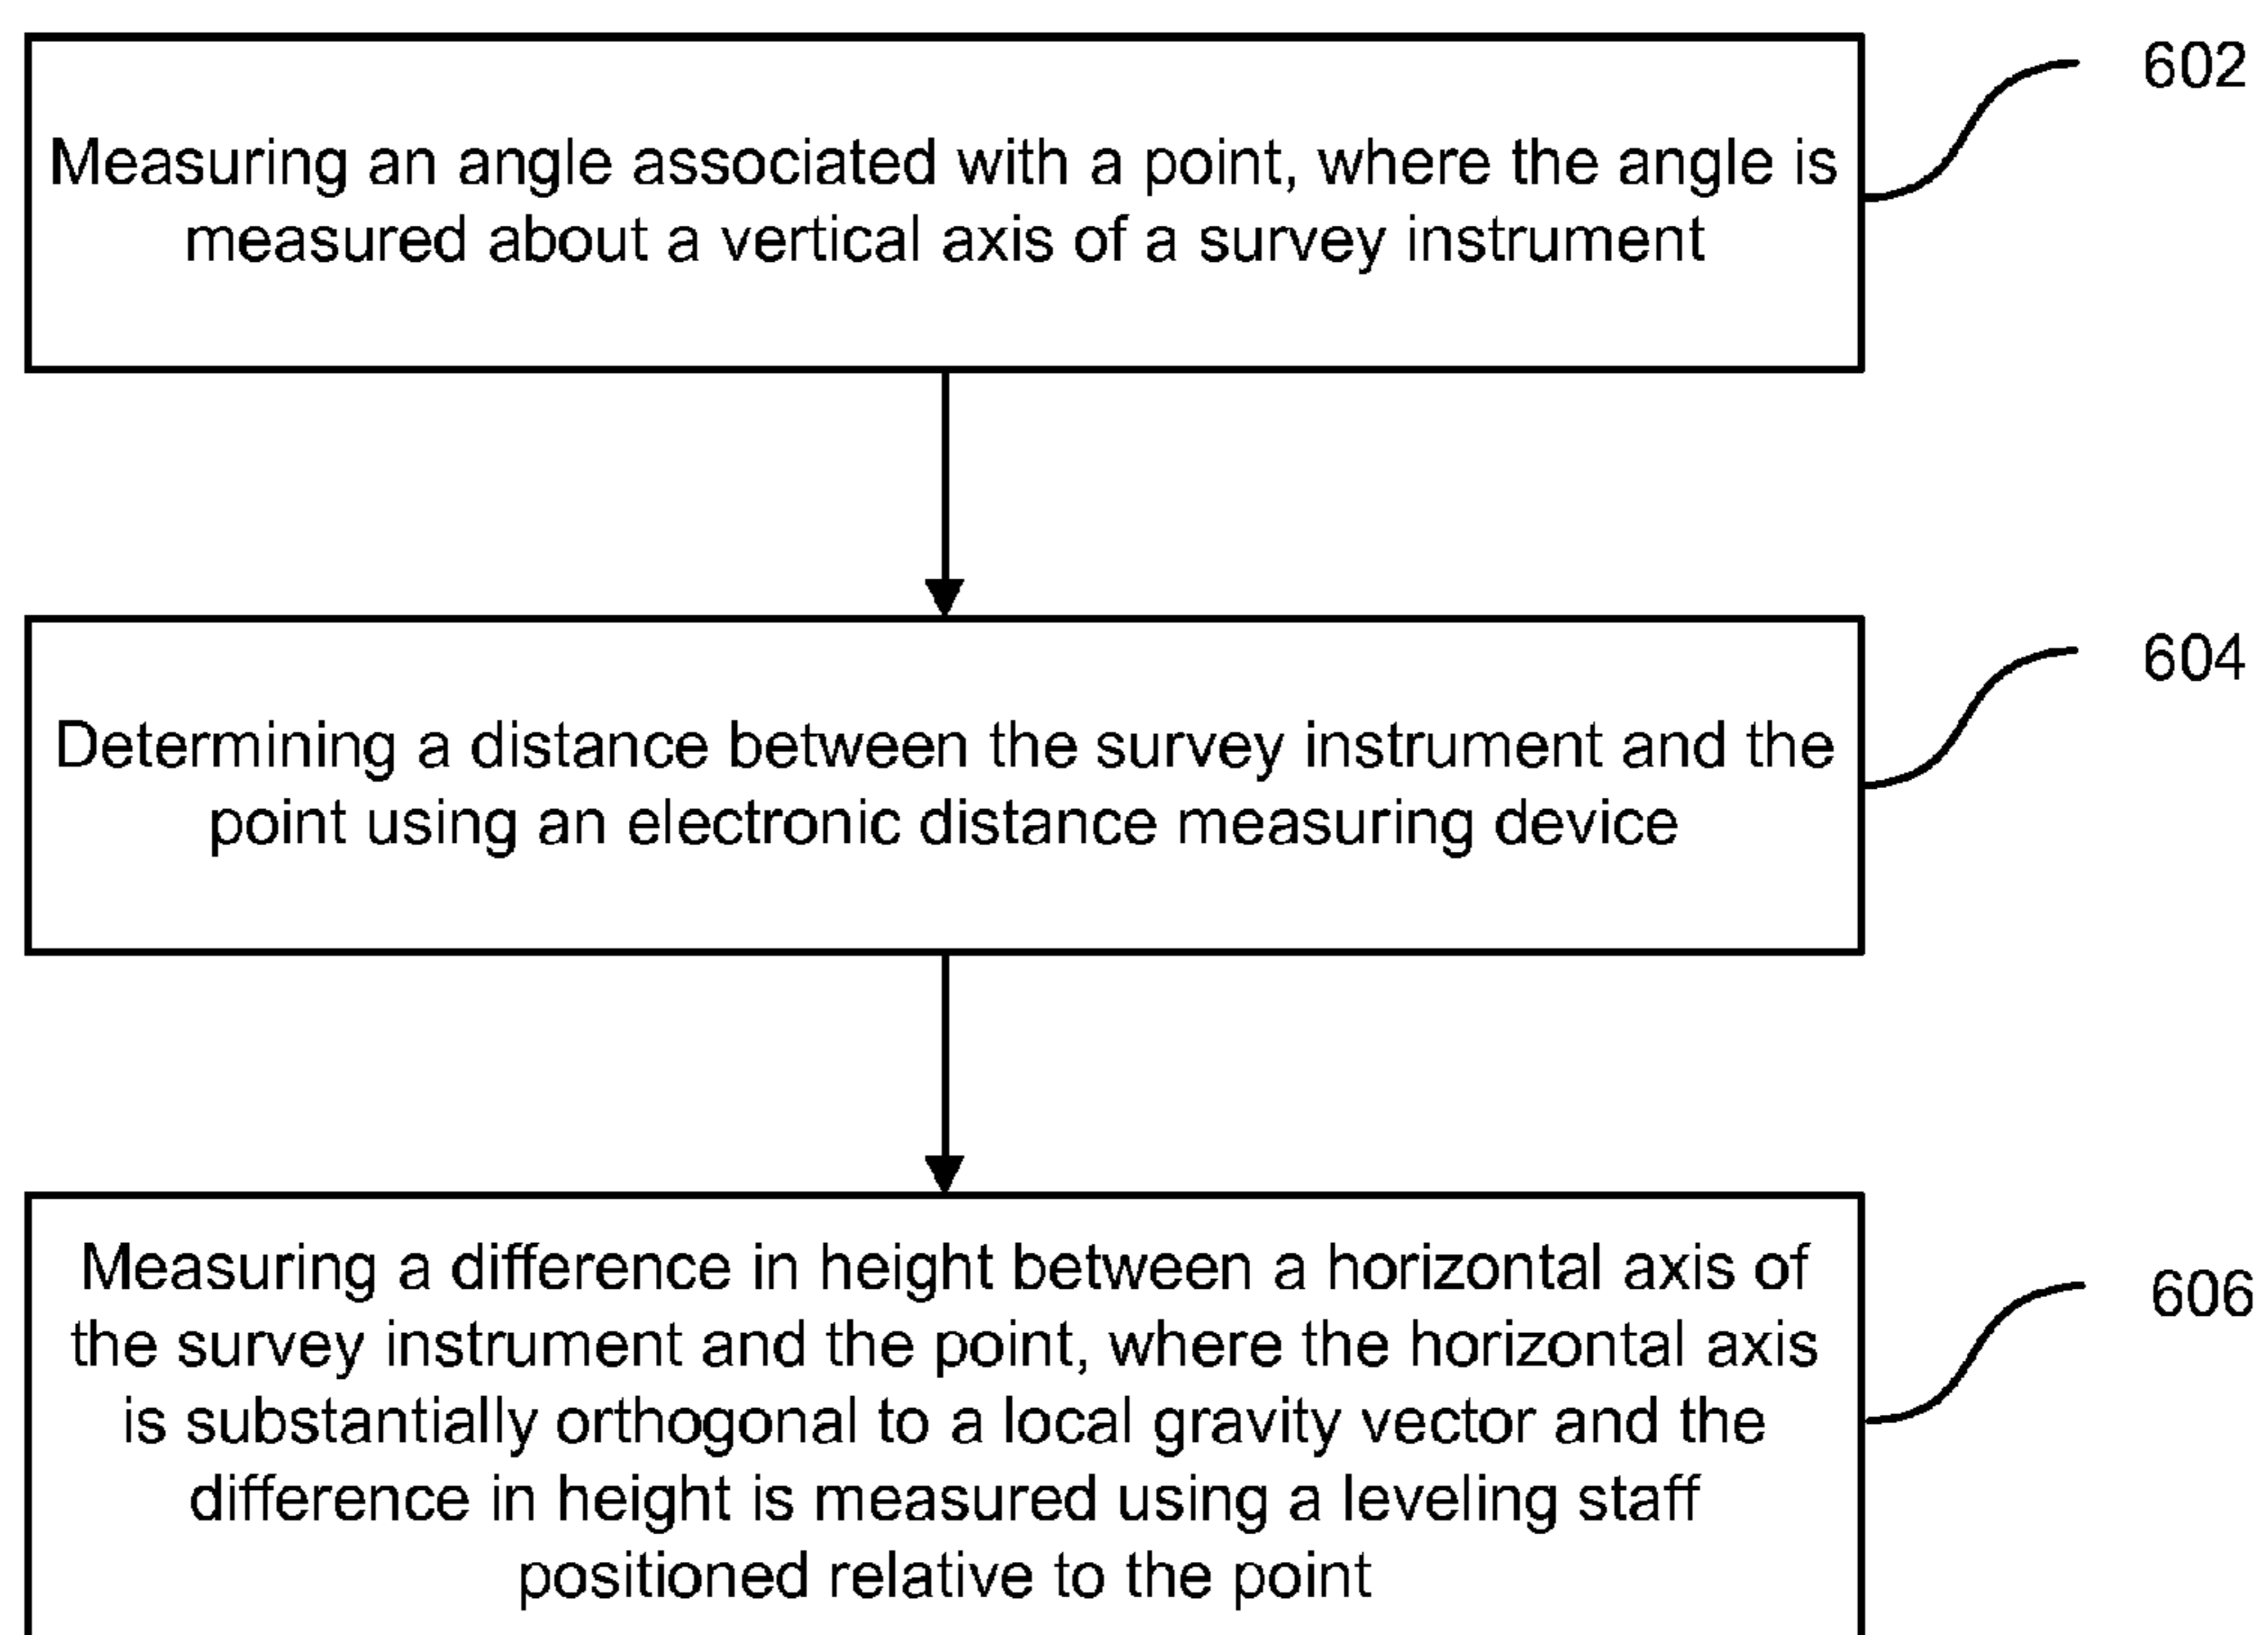 602
Measuring an angle associated with a point, where the angle is
measured about a vertical axis of a survey instrument
604
Determining a distance between the survey instrument and the
point using an electronic distance measuring device
606
Measuring a difference in height between a horizontal axis of
the survey instrument and the point, where the horizontal axis
is substantially orthogonal to a local gravity vector and the
difference in height is measured using a leveling staff
positioned relative to the point